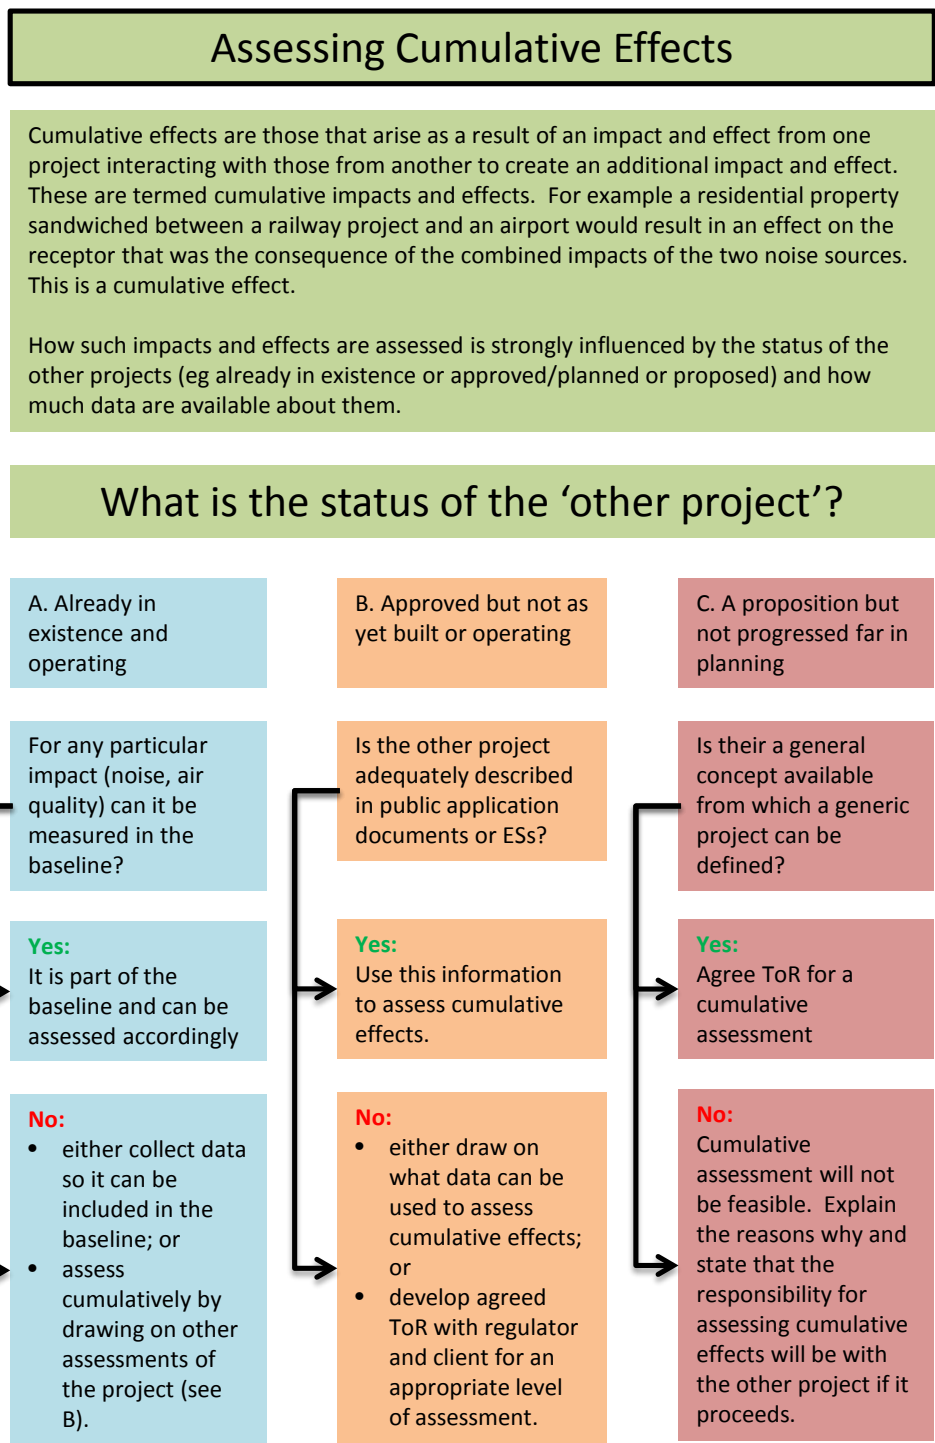 Assessing Cumulative Effects
Cumulative effects are those that arise as a result of an impact and effect from one
project interacting with those from another to create an additional impact and effect.
These are termed cumulative impacts and effects.  For example a residential property
sandwiched between a railway project and an airport would result in an effect on the
receptor that was the consequence of the combined impacts of the two noise sources.
This is a cumulative effect.
How such impacts and effects are assessed is strongly influenced by the status of the
other projects (eg already in existence or approved/planned or proposed) and how
much data are available about them.
What is the status of the ‘other project’?
A. Already in
existence and
operating
For any particular
impact (noise, air
quality) can it be
measured in the
baseline?
Yes:
It is part of the
baseline and can be
assessed accordingly
No:
• either collect data
so it can be
included in the
baseline; or
• assess
cumulatively by
drawing on other
assessments of
the project (see
B).
B. Approved but not as
yet built or operating
Is the other project
adequately described
in public application
documents or ESs?
Yes:
Use this information
to assess cumulative
effects.
No:
• either draw on
what data can be
used to assess
cumulative effects;
or
• develop agreed
ToR with regulator
and client for an
appropriate level
of assessment.
C. A proposition but
not progressed far in
planning
Is their a general
concept available
from which a generic
project can be
defined?
Yes:
Agree ToR for a
cumulative
assessment
No:
Cumulative
assessment will not
be feasible.  Explain
the reasons why and
state that the
responsibility for
assessing cumulative
effects will be with
the other project if it
proceeds.